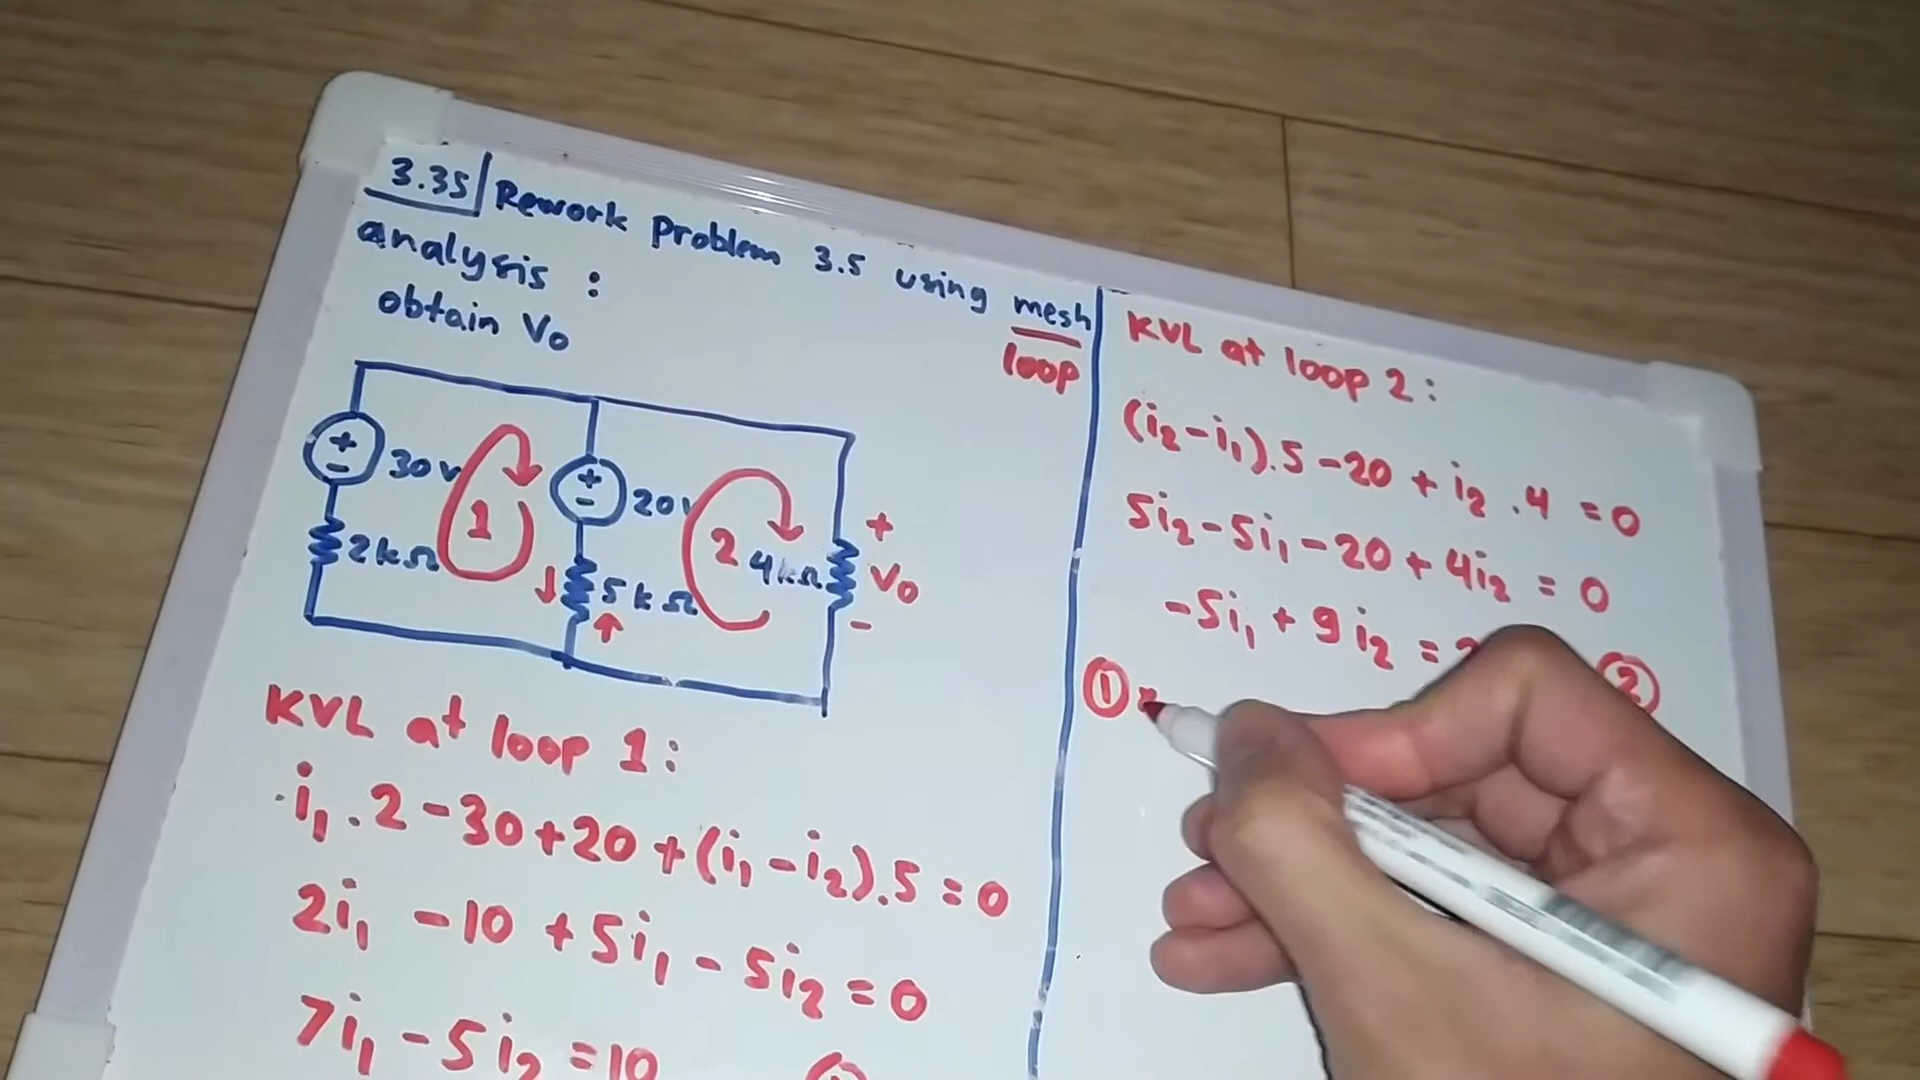 3.35 Rework Problem 3.5 using mesh
loop
analysis :
obtain Vo
30V
2kΩ
1
20V
5kΩ
2
4kΩ
+
Vo
-
KVL at loop 1:
i₁.2-30+20+(i₁-i₂).5=0
2i₁ -10 +5i₁-5i₂=0
7i₁-5i₂=10
KVL at loop 2:
(i₂-i₁).5-20+i₂.4=0
5i₂-5i₁-20+4i₂=0
-5i₁+9i₂= ②
①